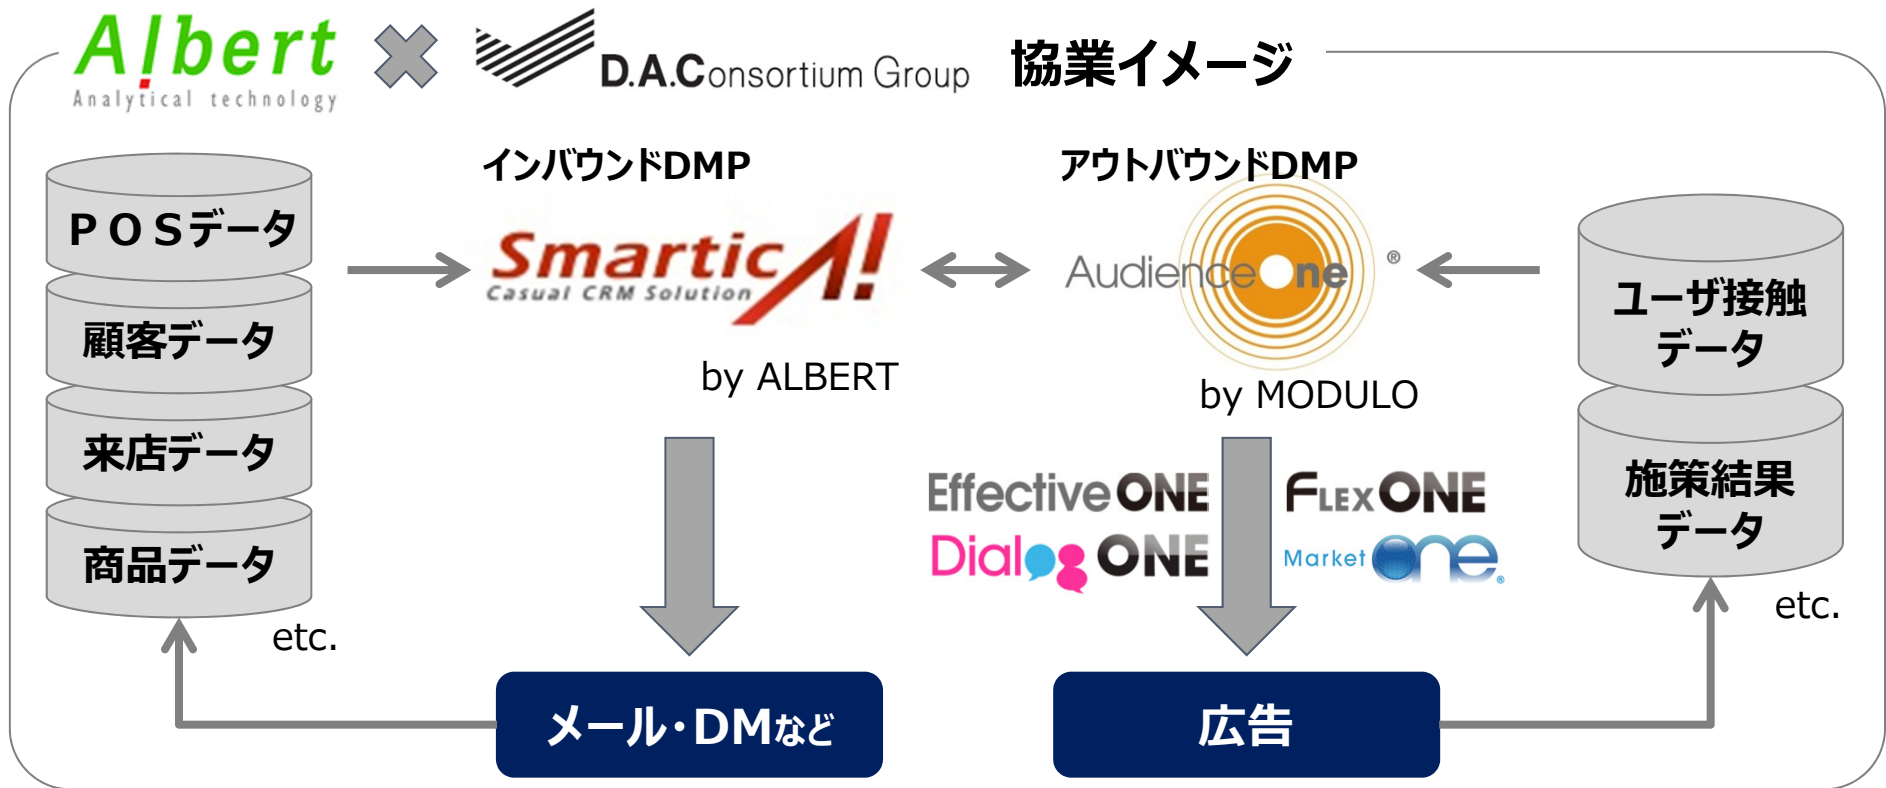 Albert
Analytical technology
D.A.Consortium Group
協業イメージ
インバウンドDMP
アウトバウンドDMP
POSデータ
顧客データ
来店データ
商品データ
etc.
Smartic A!
Casual CRM Solution
by ALBERT
AudienceOne®
by MODULO
ユーザ接触
データ
施策結果
データ
etc.
EffectiveONE
FLEXONE
DialogONE
Marketone®
メール・DMなど
広告